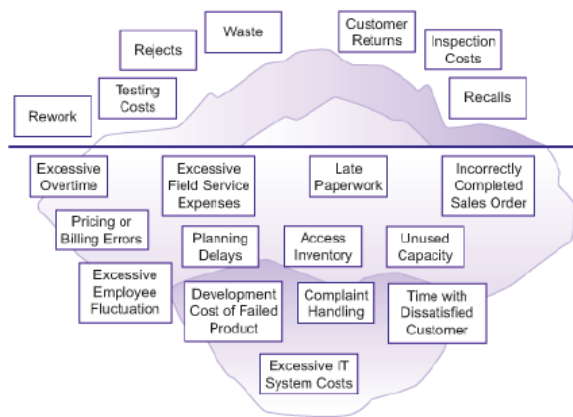 Waste
Customer
Returns
Rejects
Inspection
Costs
Testing
Costs
Recalls
Rework
Excessive
Overtime
Excessive
Field Service
Expenses
Late
Paperwork
Incorrectly
Completed
Sales Order
Pricing or
Billing Errors
Planning
Delays
Access
Inventory
Unused
Capacity
Excessive
Employee
Fluctuation
Development
Cost of Failed
Product
Complaint
Handling
Time with
Dissatisfied
Customer
Excessive IT
System Costs